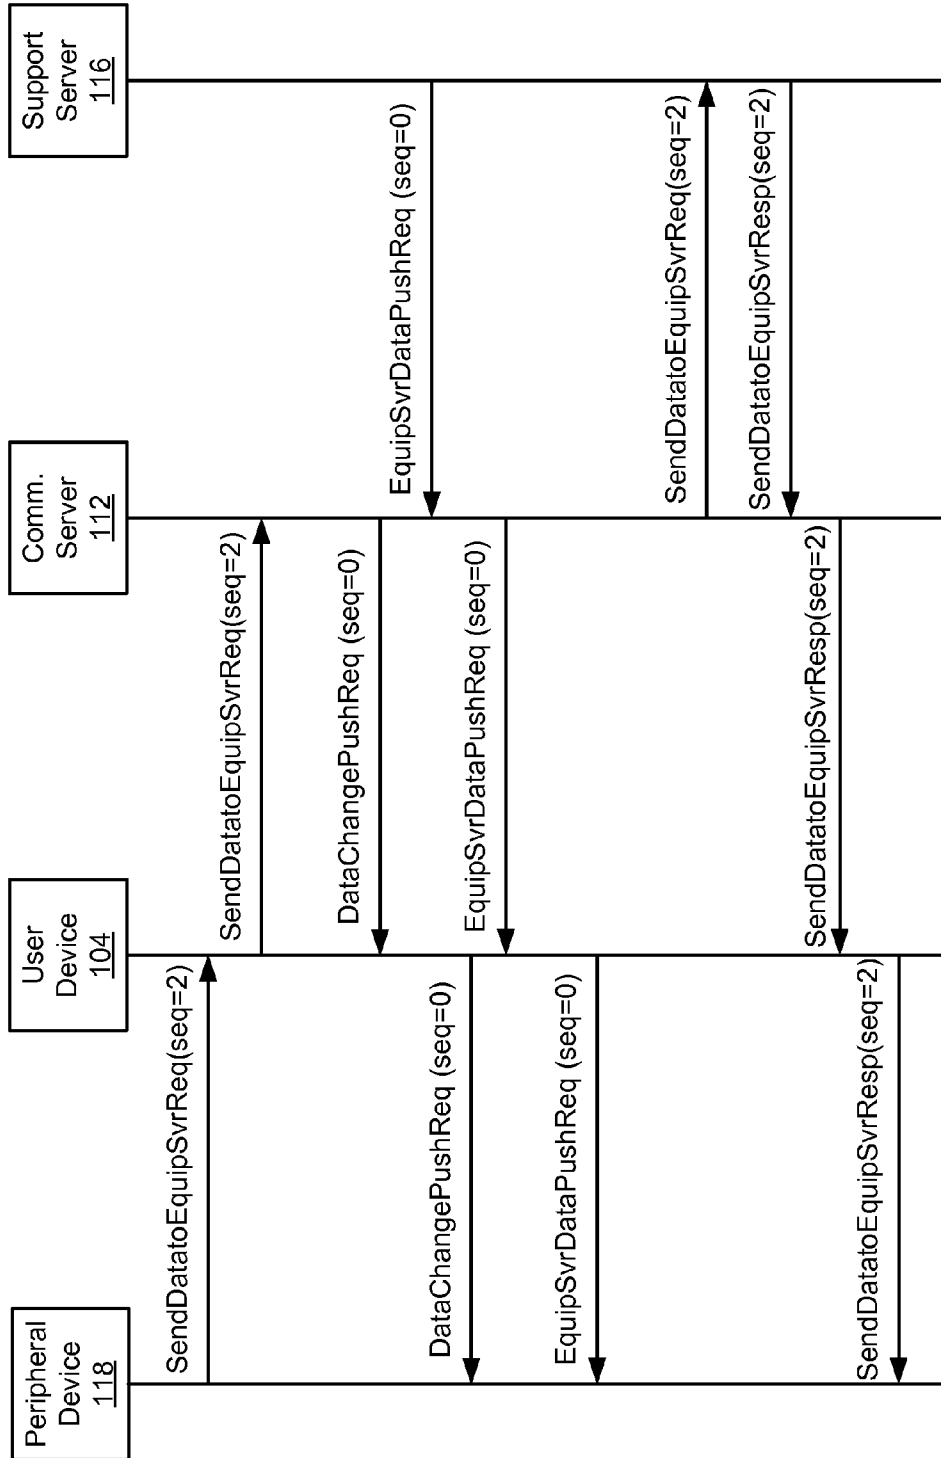 Peripheral
Device
118
User
Device
104
Comm.
Server
112
Support
Server
116
SendDatatoEquipSvrReq(seq=2)
SendDatatoEquipSvrReq(seq=2)
DataChangePushReq (seq=0)
EquipSvrDataPushReq (seq=0)
DataChangePushReq (seq=0)
EquipSvrDataPushReq (seq=0)
EquipSvrDataPushReq (seq=0)
SendDatatoEquipSvrReq(seq=2)
SendDatatoEquipSvrResp(seq=2)
SendDatatoEquipSvrResp(seq=2)
SendDatatoEquipSvrResp(seq=2)